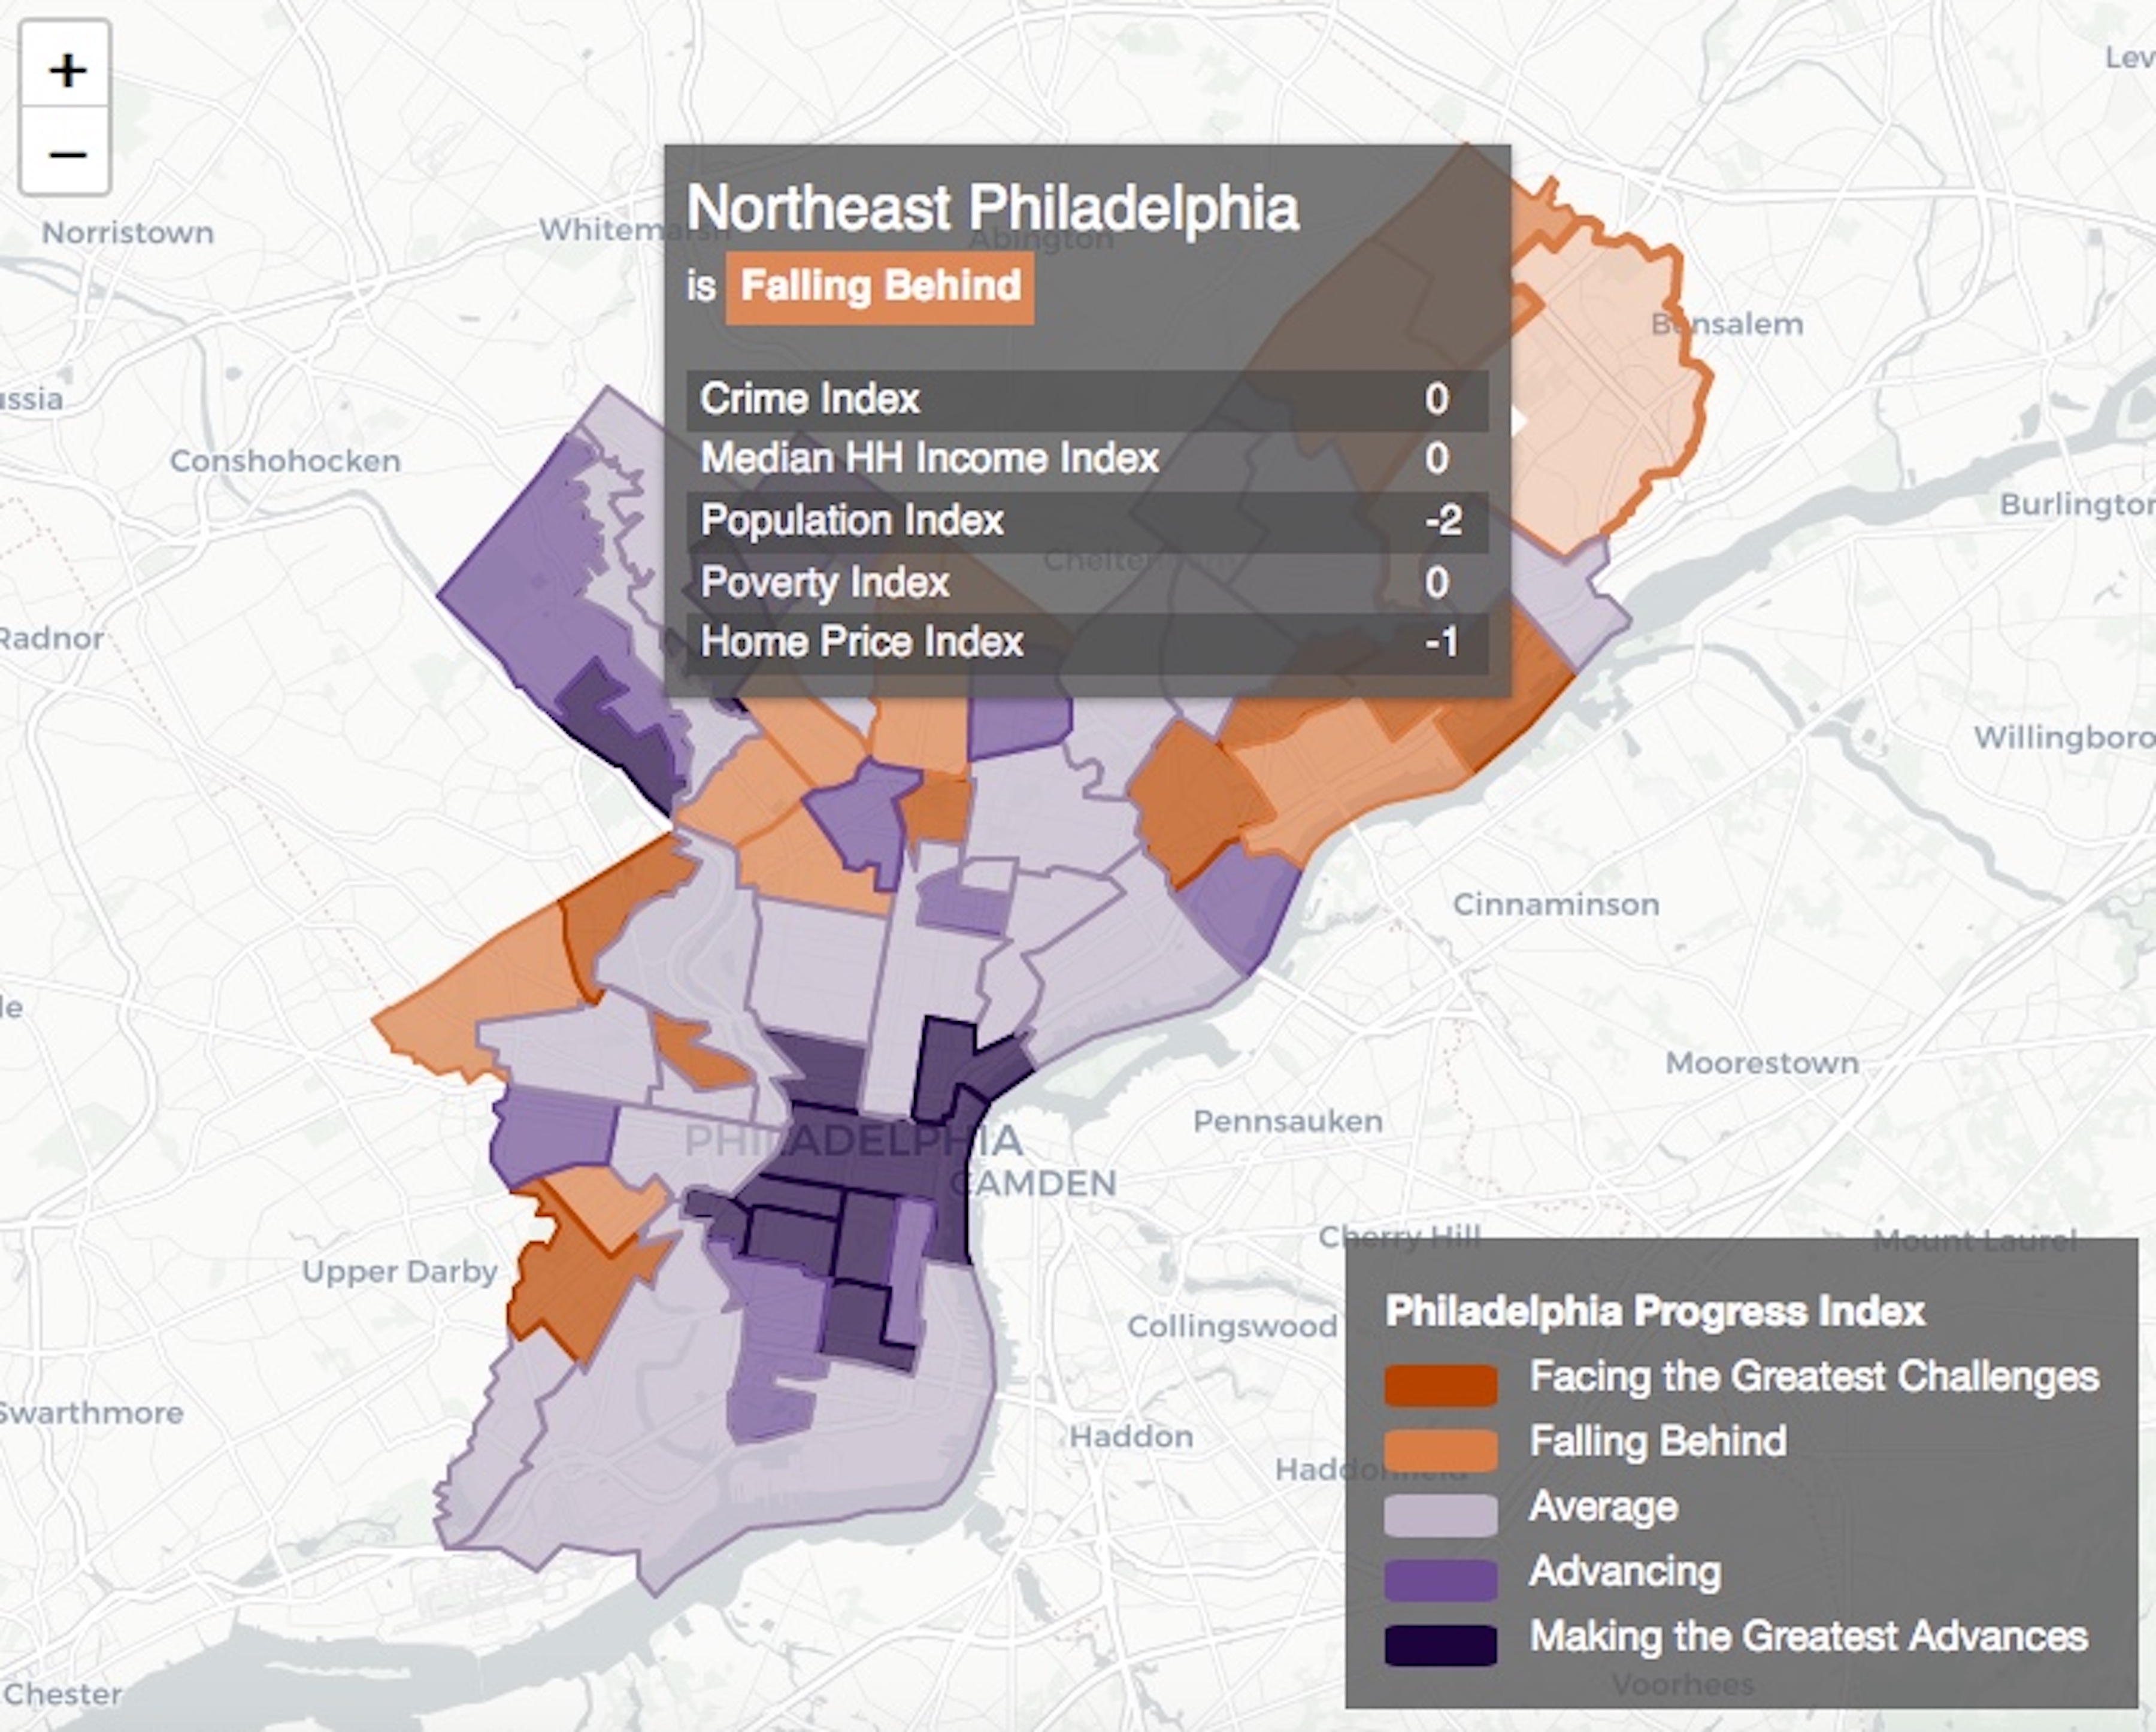 +
−
Lev
Norristown
Whitemarsh
Abington
Northeast Philadelphia
is Falling Behind
Crime Index 0
Median HH Income Index 0
Population Index -2
Poverty Index 0
Home Price Index -1
Bensalem
ussia
Conshohocken
Burlington
Radnor
Willingboro
Cinnaminson
le
Moorestown
Pennsauken
PHILADELPHIA
CAMDEN
Cherry Hill
Mount Laurel
Upper Darby
Collingswood
Swarthmore
Haddon
Haddonfield
Philadelphia Progress Index
Facing the Greatest Challenges
Falling Behind
Average
Advancing
Making the Greatest Advances
Voorhees
Chester